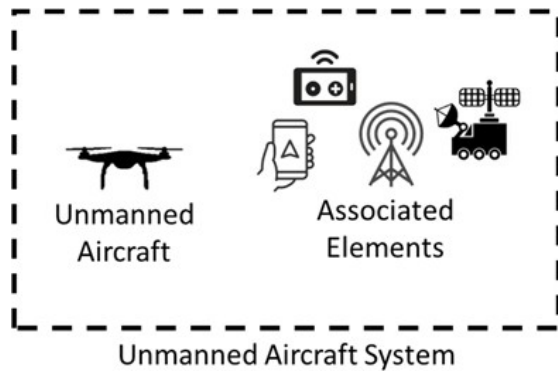 Unmanned
Aircraft
Associated
Elements
Unmanned Aircraft System